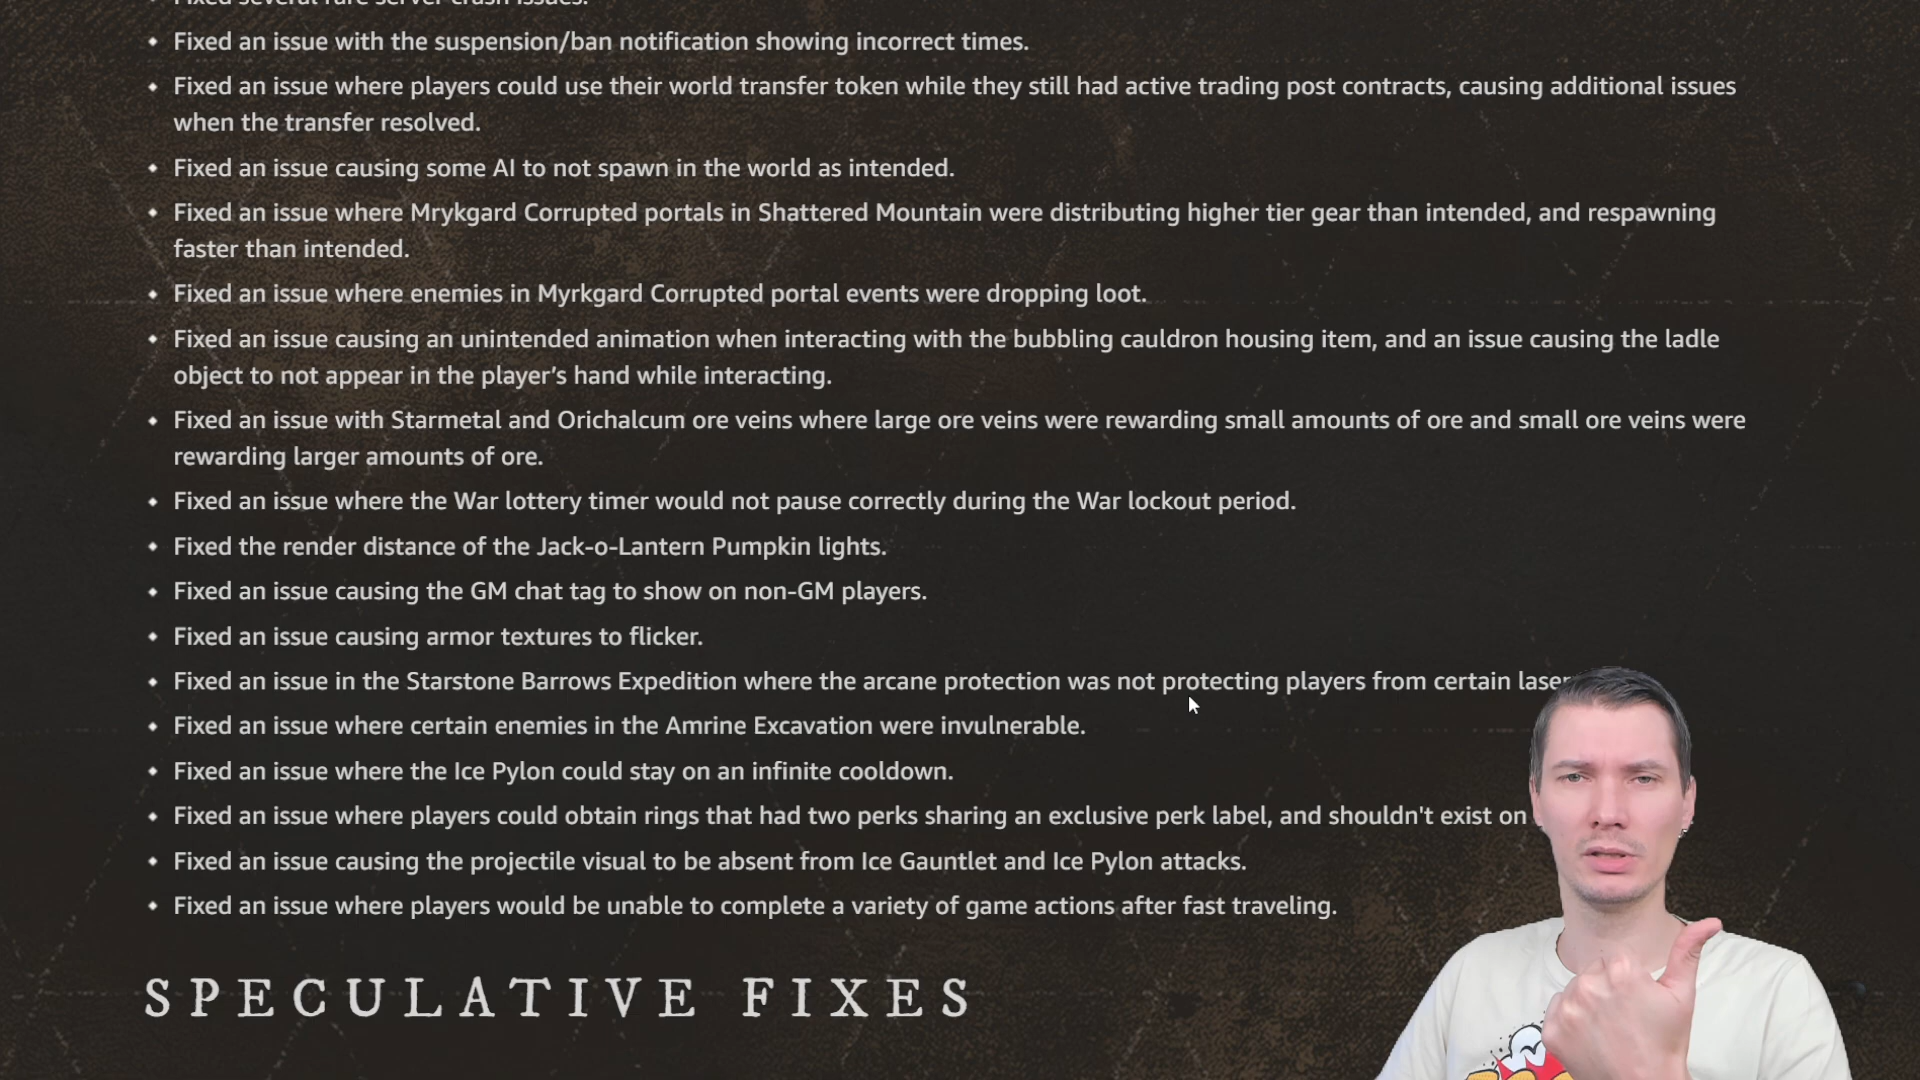 Fixed several rare server crash issues.
Fixed an issue with the suspension/ban notification showing incorrect times.
Fixed an issue where players could use their world transfer token while they still had active trading post contracts, causing additional issues
when the transfer resolved.
Fixed an issue causing some AI to not spawn in the world as intended.
Fixed an issue where Mrykgard Corrupted portals in Shattered Mountain were distributing higher tier gear than intended, and respawning
faster than intended.
Fixed an issue where enemies in Myrkgard Corrupted portal events were dropping loot.
Fixed an issue causing an unintended animation when interacting with the bubbling cauldron housing item, and an issue causing the ladle
object to not appear in the player’s hand while interacting.
Fixed an issue with Starmetal and Orichalcum ore veins where large ore veins were rewarding small amounts of ore and small ore veins were
rewarding larger amounts of ore.
Fixed an issue where the War lottery timer would not pause correctly during the War lockout period.
Fixed the render distance of the Jack-o-Lantern Pumpkin lights.
Fixed an issue causing the GM chat tag to show on non-GM players.
Fixed an issue causing armor textures to flicker.
Fixed an issue in the Starstone Barrows Expedition where the arcane protection was not protecting players from certain laser
Fixed an issue where certain enemies in the Amrine Excavation were invulnerable.
Fixed an issue where the Ice Pylon could stay on an infinite cooldown.
Fixed an issue where players could obtain rings that had two perks sharing an exclusive perk label, and shouldn't exist on
Fixed an issue causing the projectile visual to be absent from Ice Gauntlet and Ice Pylon attacks.
Fixed an issue where players would be unable to complete a variety of game actions after fast traveling.
SPECULATIVE FIXES